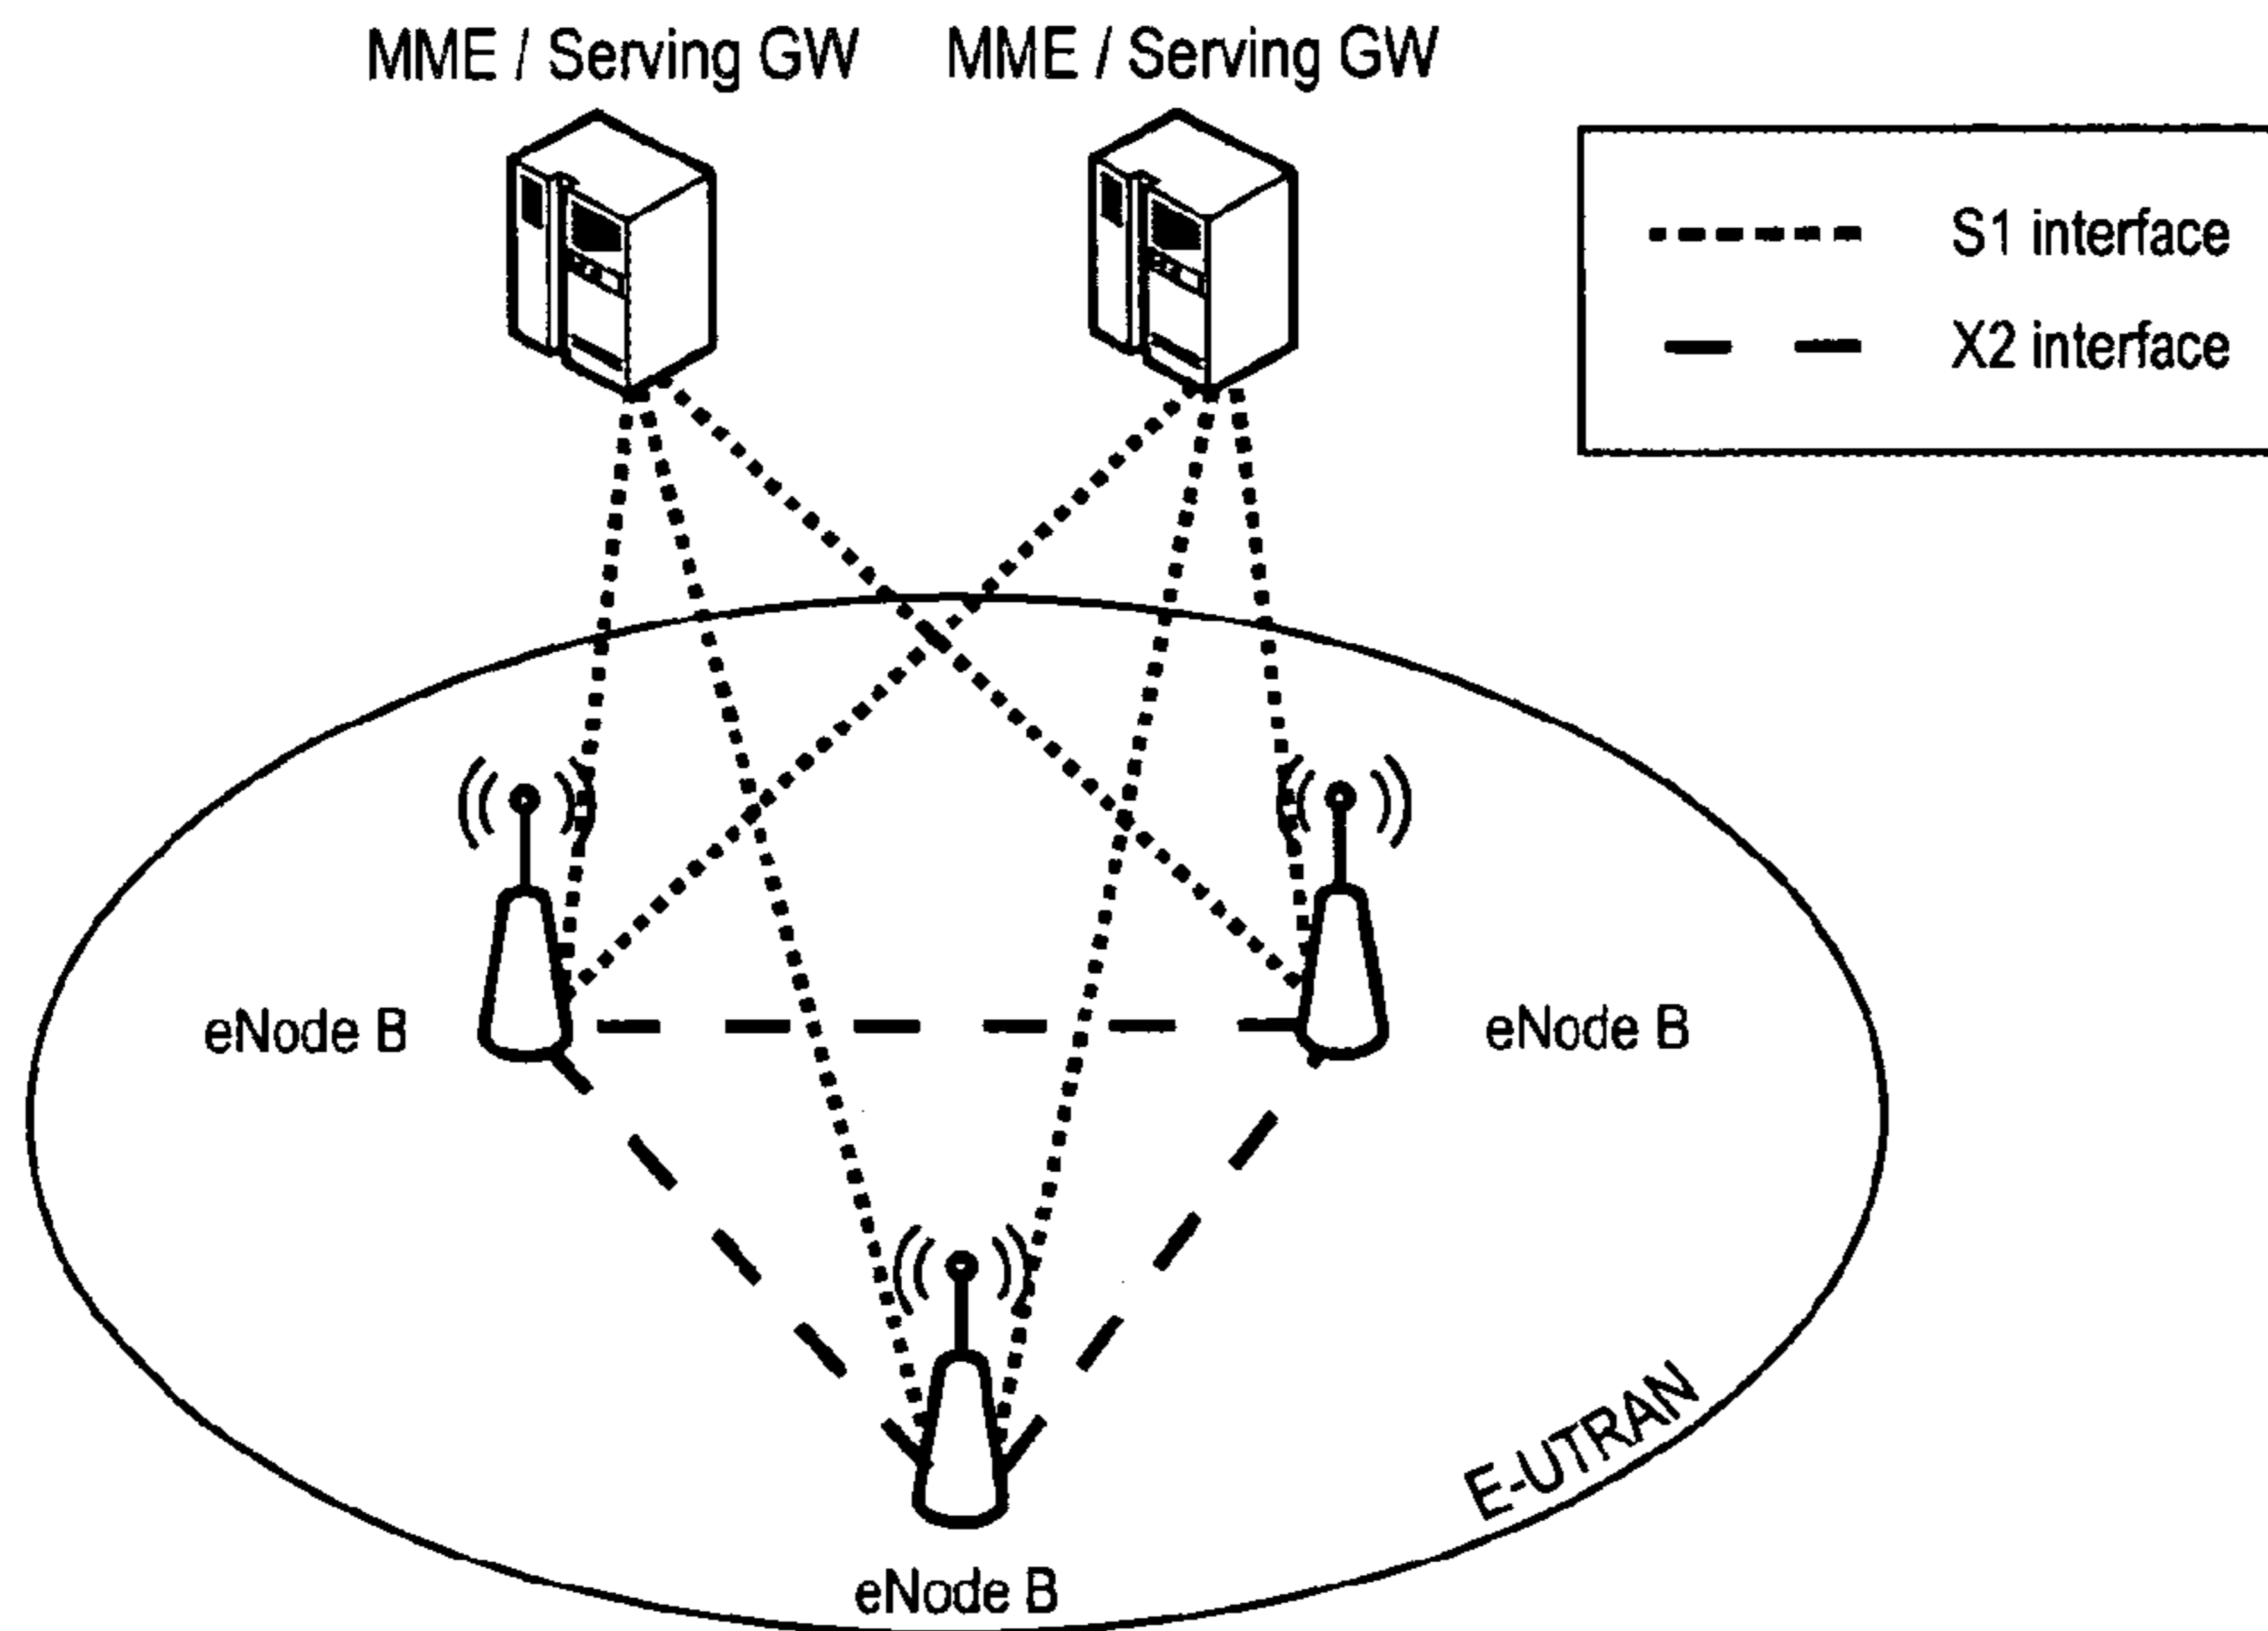 MME / Serving GW
MME / Serving GW
S1 interface
X2 interface
eNode B
eNode B
E-UTRAN
eNode B